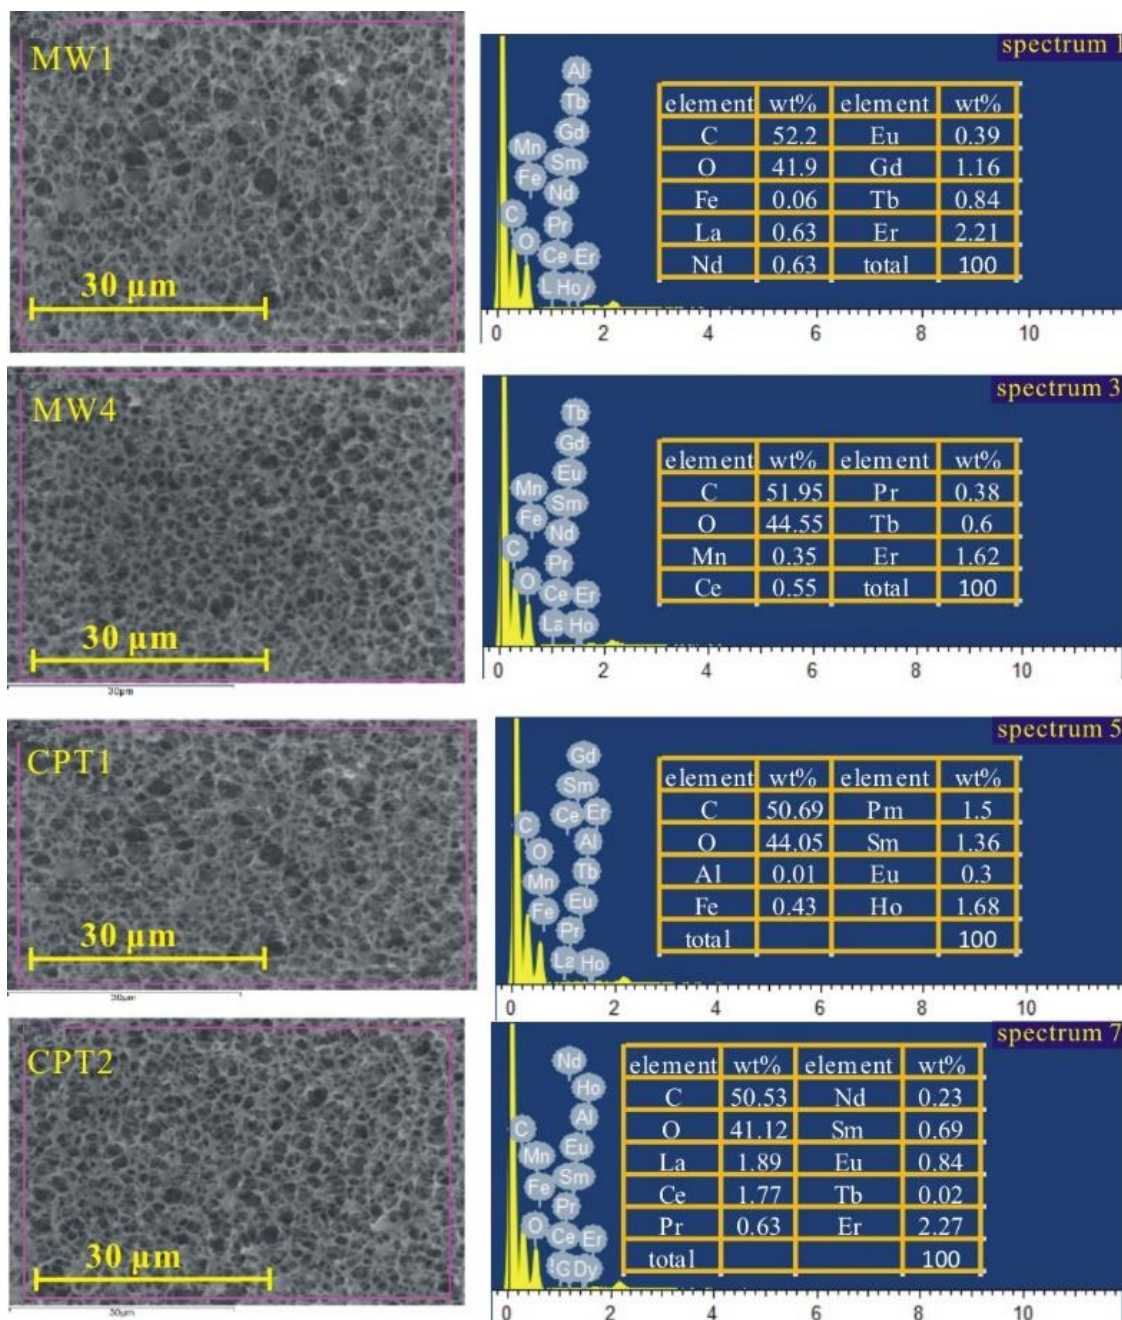 MW1
30 µm
spectrum 1
Al
Tb
Gd
Mn
Sm
Fe
Nd
C
Pr
O
Ce Er
L Ho
element wt% element wt%
C 52.2 Eu 0.39
O 41.9 Gd 1.16
Fe 0.06 Tb 0.84
La 0.63 Er 2.21
Nd 0.63 total 100
0 2 4 6 8 10
MW4
30 µm
30µm
spectrum 3
Tb
Gd
Eu
Mn
Sm
Fe
Nd
C
Pr
O
Ce Er
La Ho
element wt% element wt%
C 51.95 Pr 0.38
O 44.55 Tb 0.6
Mn 0.35 Er 1.62
Ce 0.55 total 100
0 2 4 6 8 10
CPT1
30 µm
30µm
spectrum 5
Gd
Sm
Ce Er
C
Al
O
Tb
Mn
Eu
Fe
Pr
La Ho
element wt% element wt%
C 50.69 Pm 1.5
O 44.05 Sm 1.36
Al 0.01 Eu 0.3
Fe 0.43 Ho 1.68
total 100
0 2 4 6 8 10
CPT2
30 µm
30µm
spectrum 7
Nd
Ho
Al
C
Eu
Mn
Sm
Fe
Pr
O
Ce Er
G Dy
element wt% element wt%
C 50.53 Nd 0.23
O 41.12 Sm 0.69
La 1.89 Eu 0.84
Ce 1.77 Tb 0.02
Pr 0.63 Er 2.27
total 100
0 2 4 6 8 10